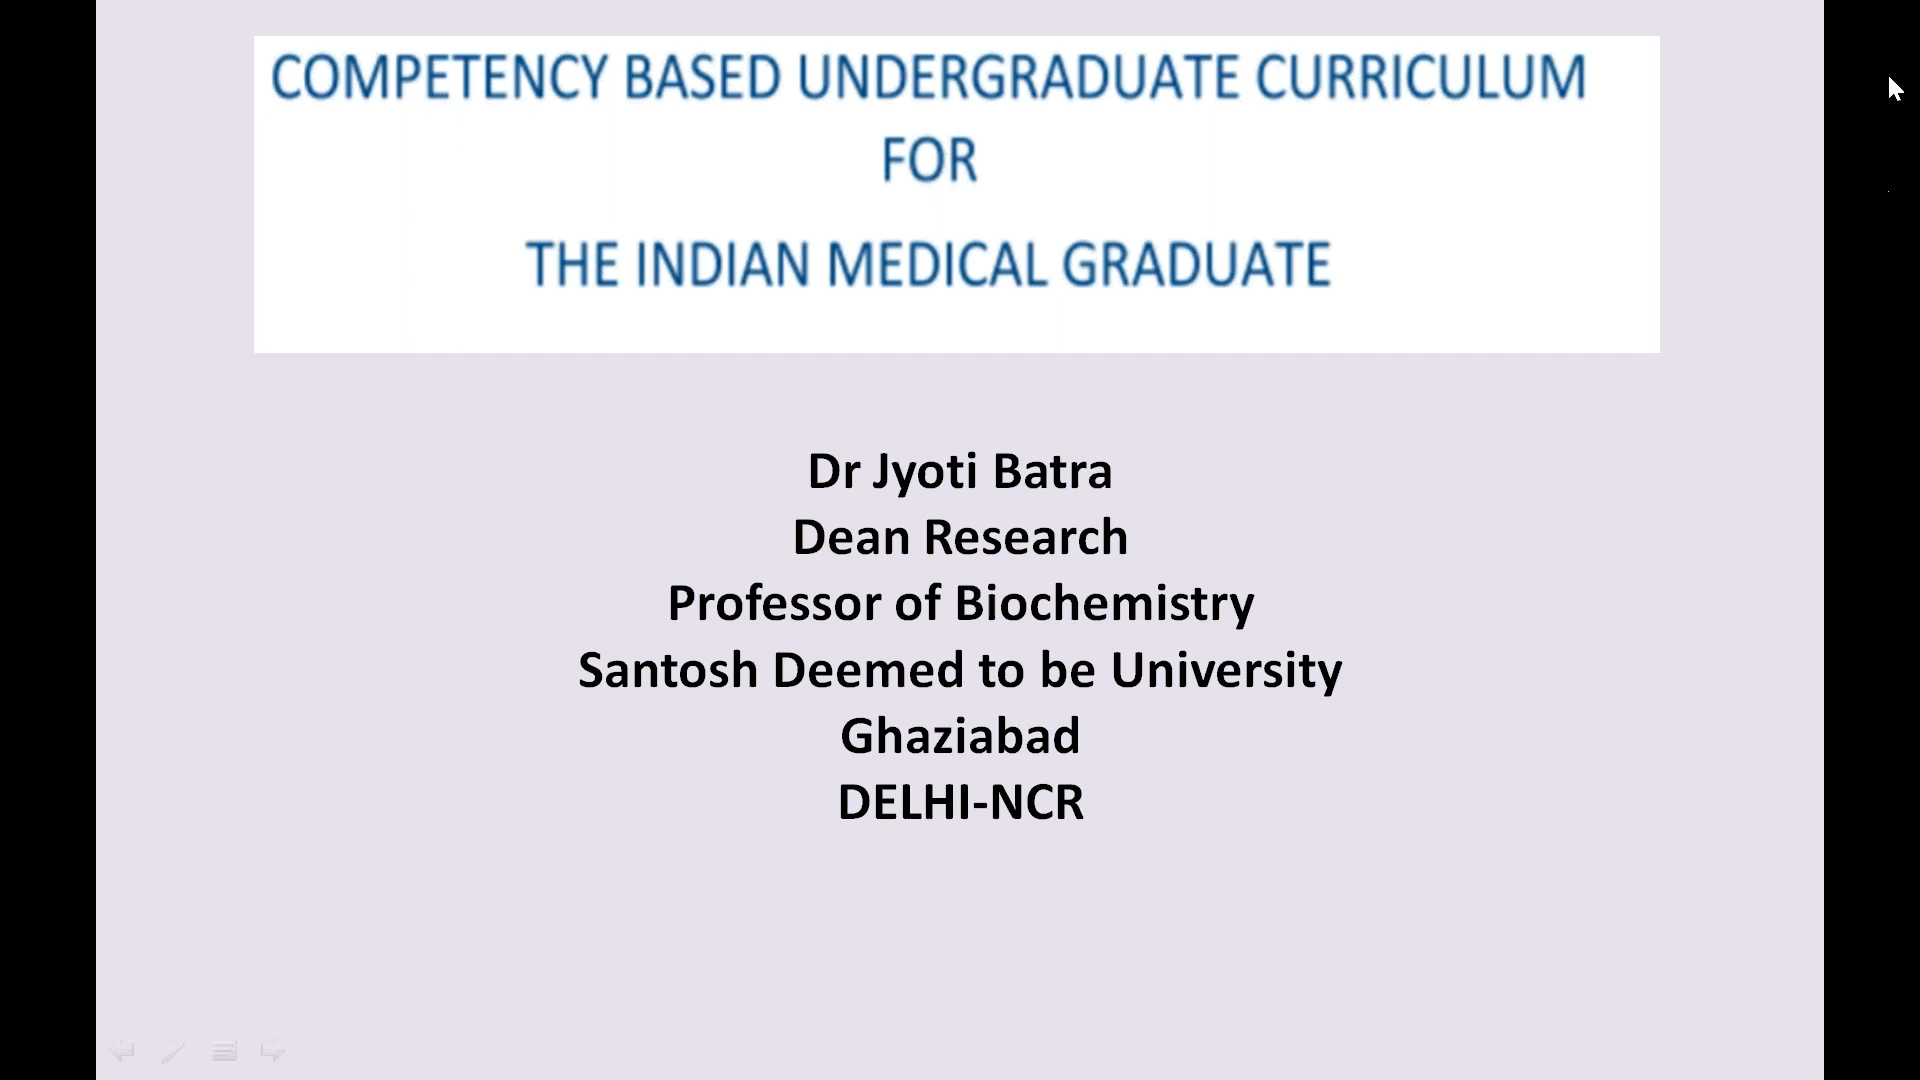 COMPETENCY BASED UNDERGRADUATE CURRICULUM
FOR
THE INDIAN MEDICAL GRADUATE
Dr Jyoti Batra
Dean Research
Professor of Biochemistry
Santosh Deemed to be University
Ghaziabad
DELHI-NCR